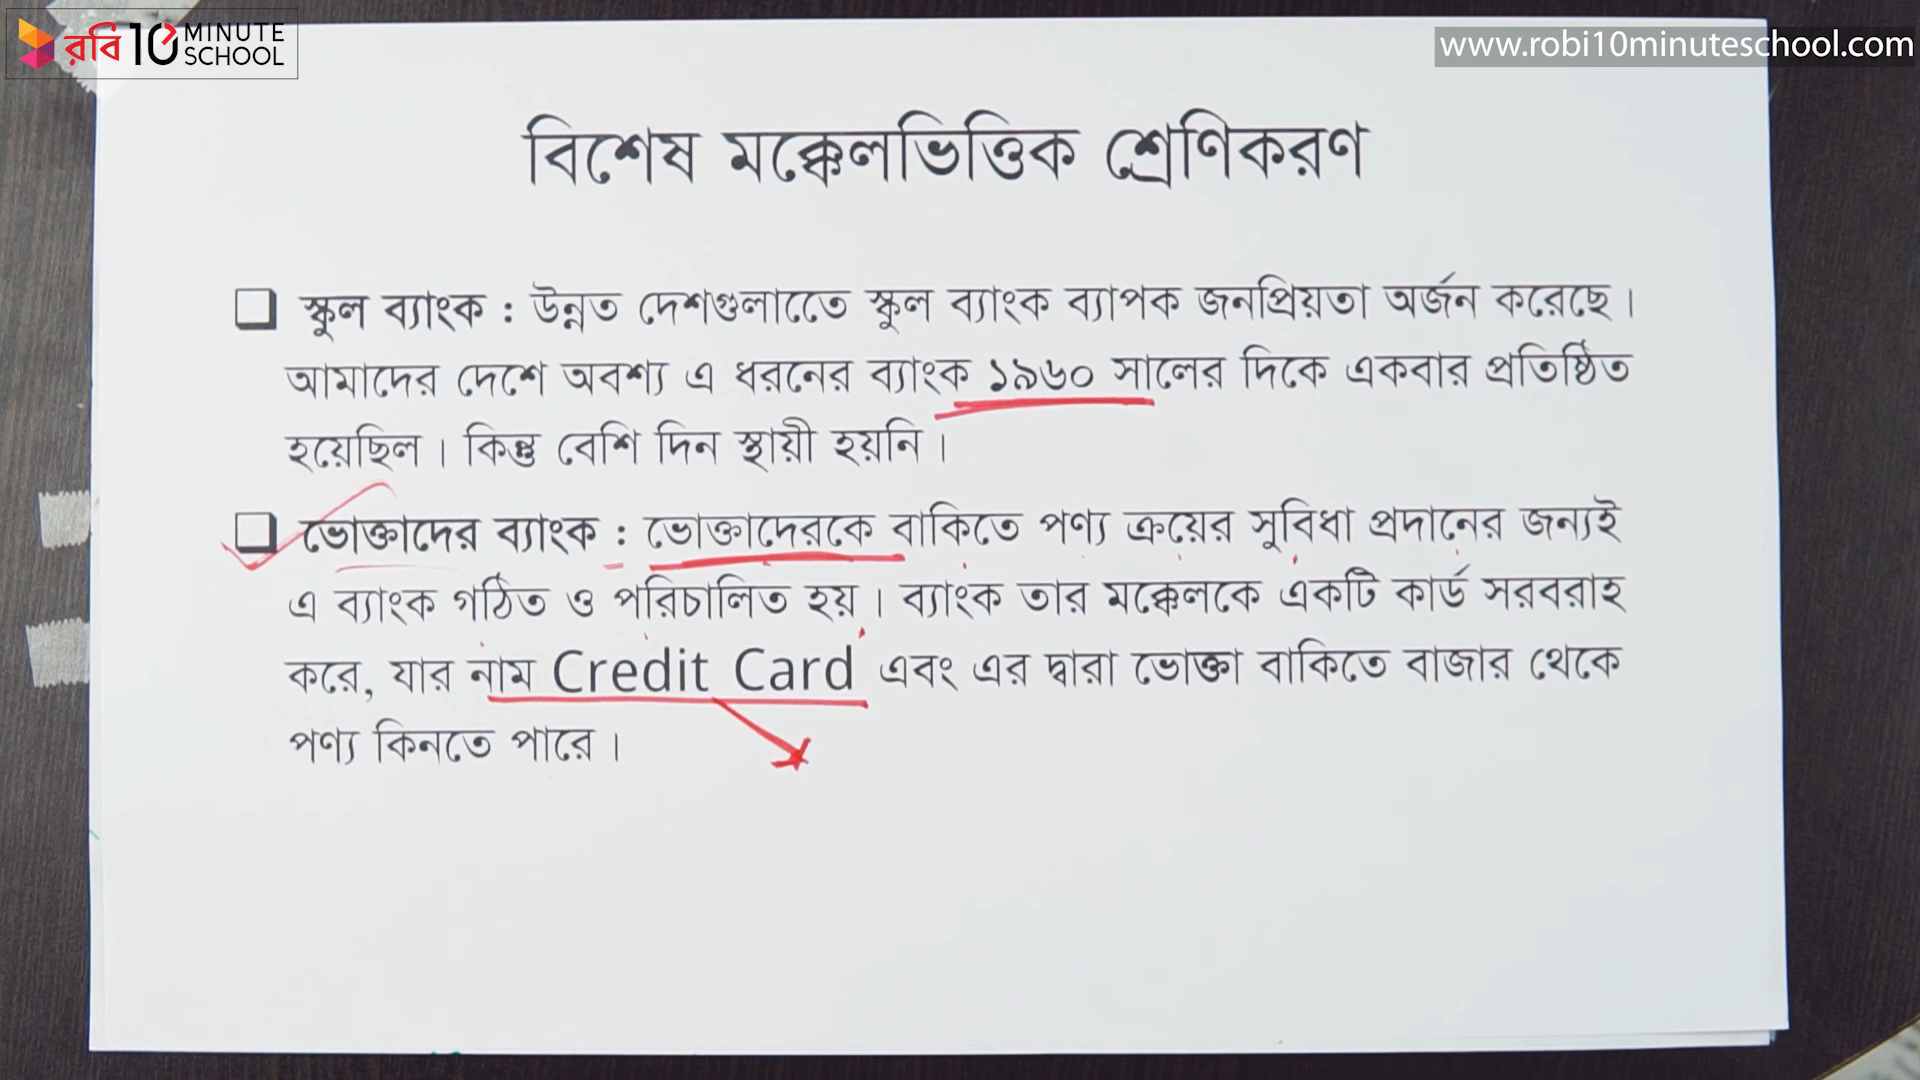 রবি 10 MINUTE SCHOOL
www.robi10minuteschool.com
বিশেষ মক্কেলভিত্তিক শ্রেণিকরণ
স্কুল ব্যাংক : উন্নত দেশগুলাতে স্কুল ব্যাংক ব্যাপক জনপ্রিয়তা অর্জন করেছে।
আমাদের দেশে অবশ্য এ ধরনের ব্যাংক ১৯৬০ সালের দিকে একবার প্রতিষ্ঠিত
হয়েছিল। কিন্তু বেশি দিন স্থায়ী হয়নি।
ভোক্তাদের ব্যাংক : ভোক্তাদেরকে বাকিতে পণ্য ক্রয়ের সুবিধা প্রদানের জন্যই
এ ব্যাংক গঠিত ও পরিচালিত হয়। ব্যাংক তার মক্কেলকে একটি কার্ড সরবরাহ
করে, যার নাম Credit Card এবং এর দ্বারা ভোক্তা বাকিতে বাজার থেকে
পণ্য কিনতে পারে।